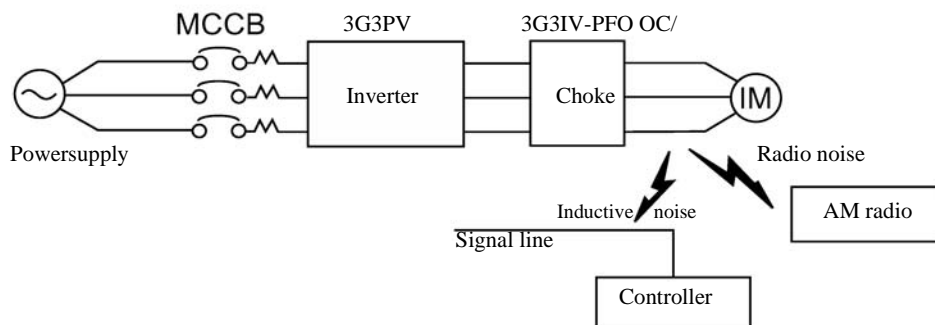 MCCB
3G3PV
3G3IV-PFO OC/
Inverter
Choke
IM
Powersupply
Radio noise
AM radio
Inductive noise
Signal line
Controller